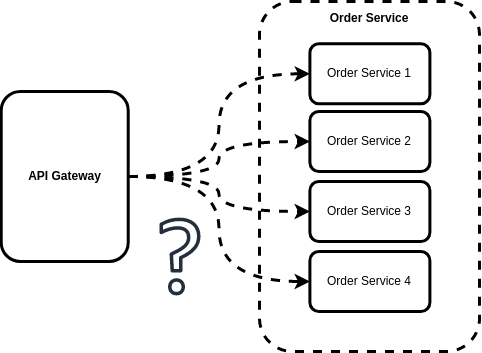 Order Service
Order Service 1
Order Service 2
API Gateway
Order Service 3
?
Order Service 4